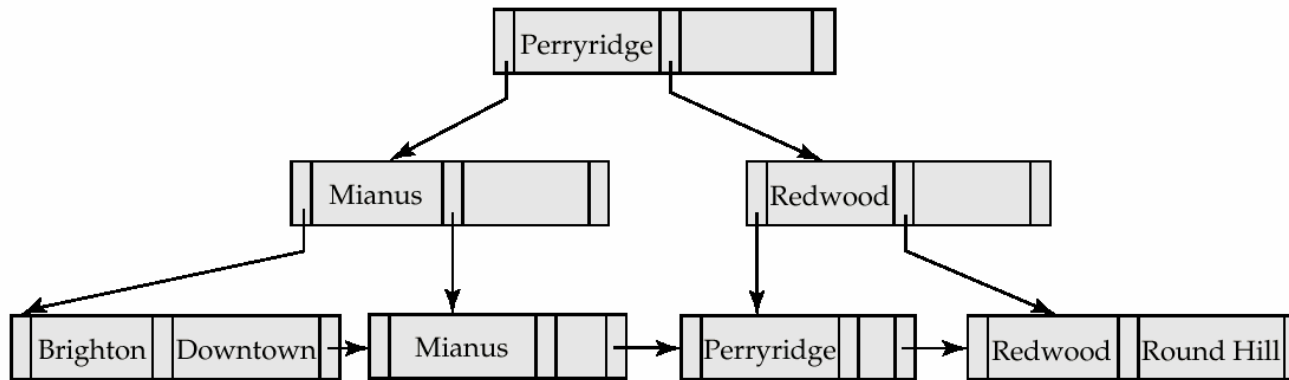 Perryridge
Mianus
Redwood
Brighton Downtown
Mianus
Perryridge
Redwood Round Hill